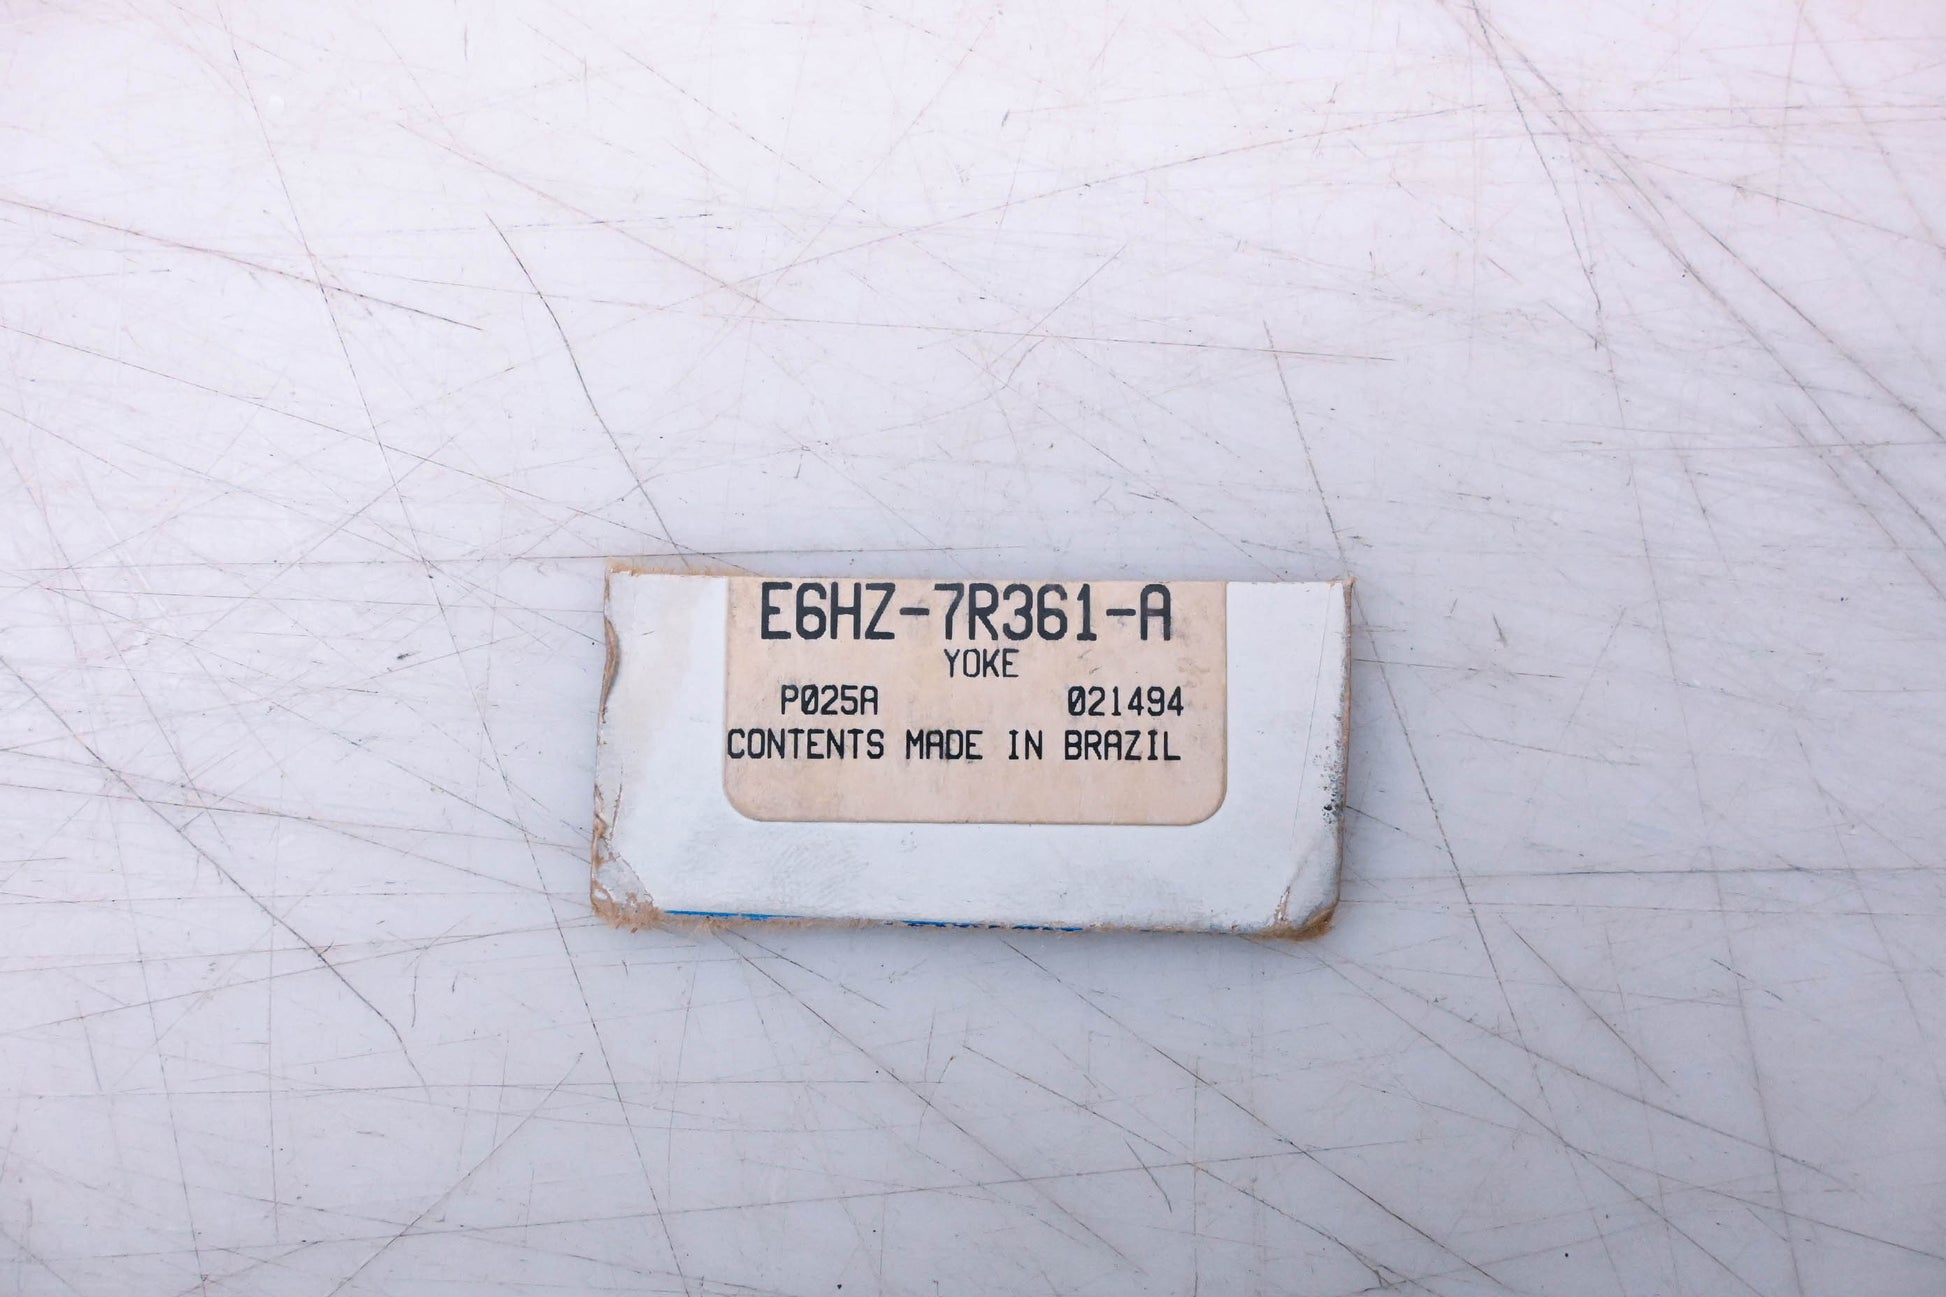 E6HZ-7R361-A
YOKE
P025A 021494
CONTENTS MADE IN BRAZIL